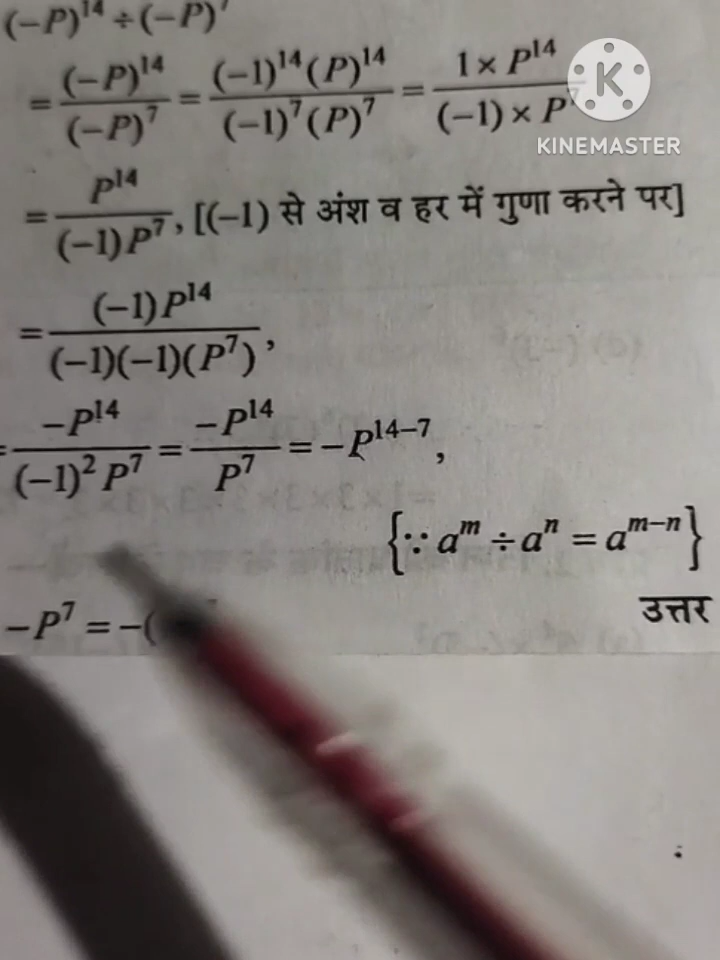 (−P)¹⁴ ÷ (−P)⁷
= (−P)¹⁴/(−P)⁷ = (−1)¹⁴(P)¹⁴/(−1)⁷(P)⁷ = 1 × P¹⁴/(−1) × P⁷
KINEMASTER
= P¹⁴/(−1)P⁷, [(−1) से अंश व हर में गुणा करने पर]
= (−1)P¹⁴/(−1)(−1)(P⁷),
= −P¹⁴/(−1)²P⁷ = −P¹⁴/P⁷ = −P¹⁴⁻⁷,
{∵ aᵐ ÷ aⁿ = aᵐ⁻ⁿ}
−P⁷ = −( उत्तर